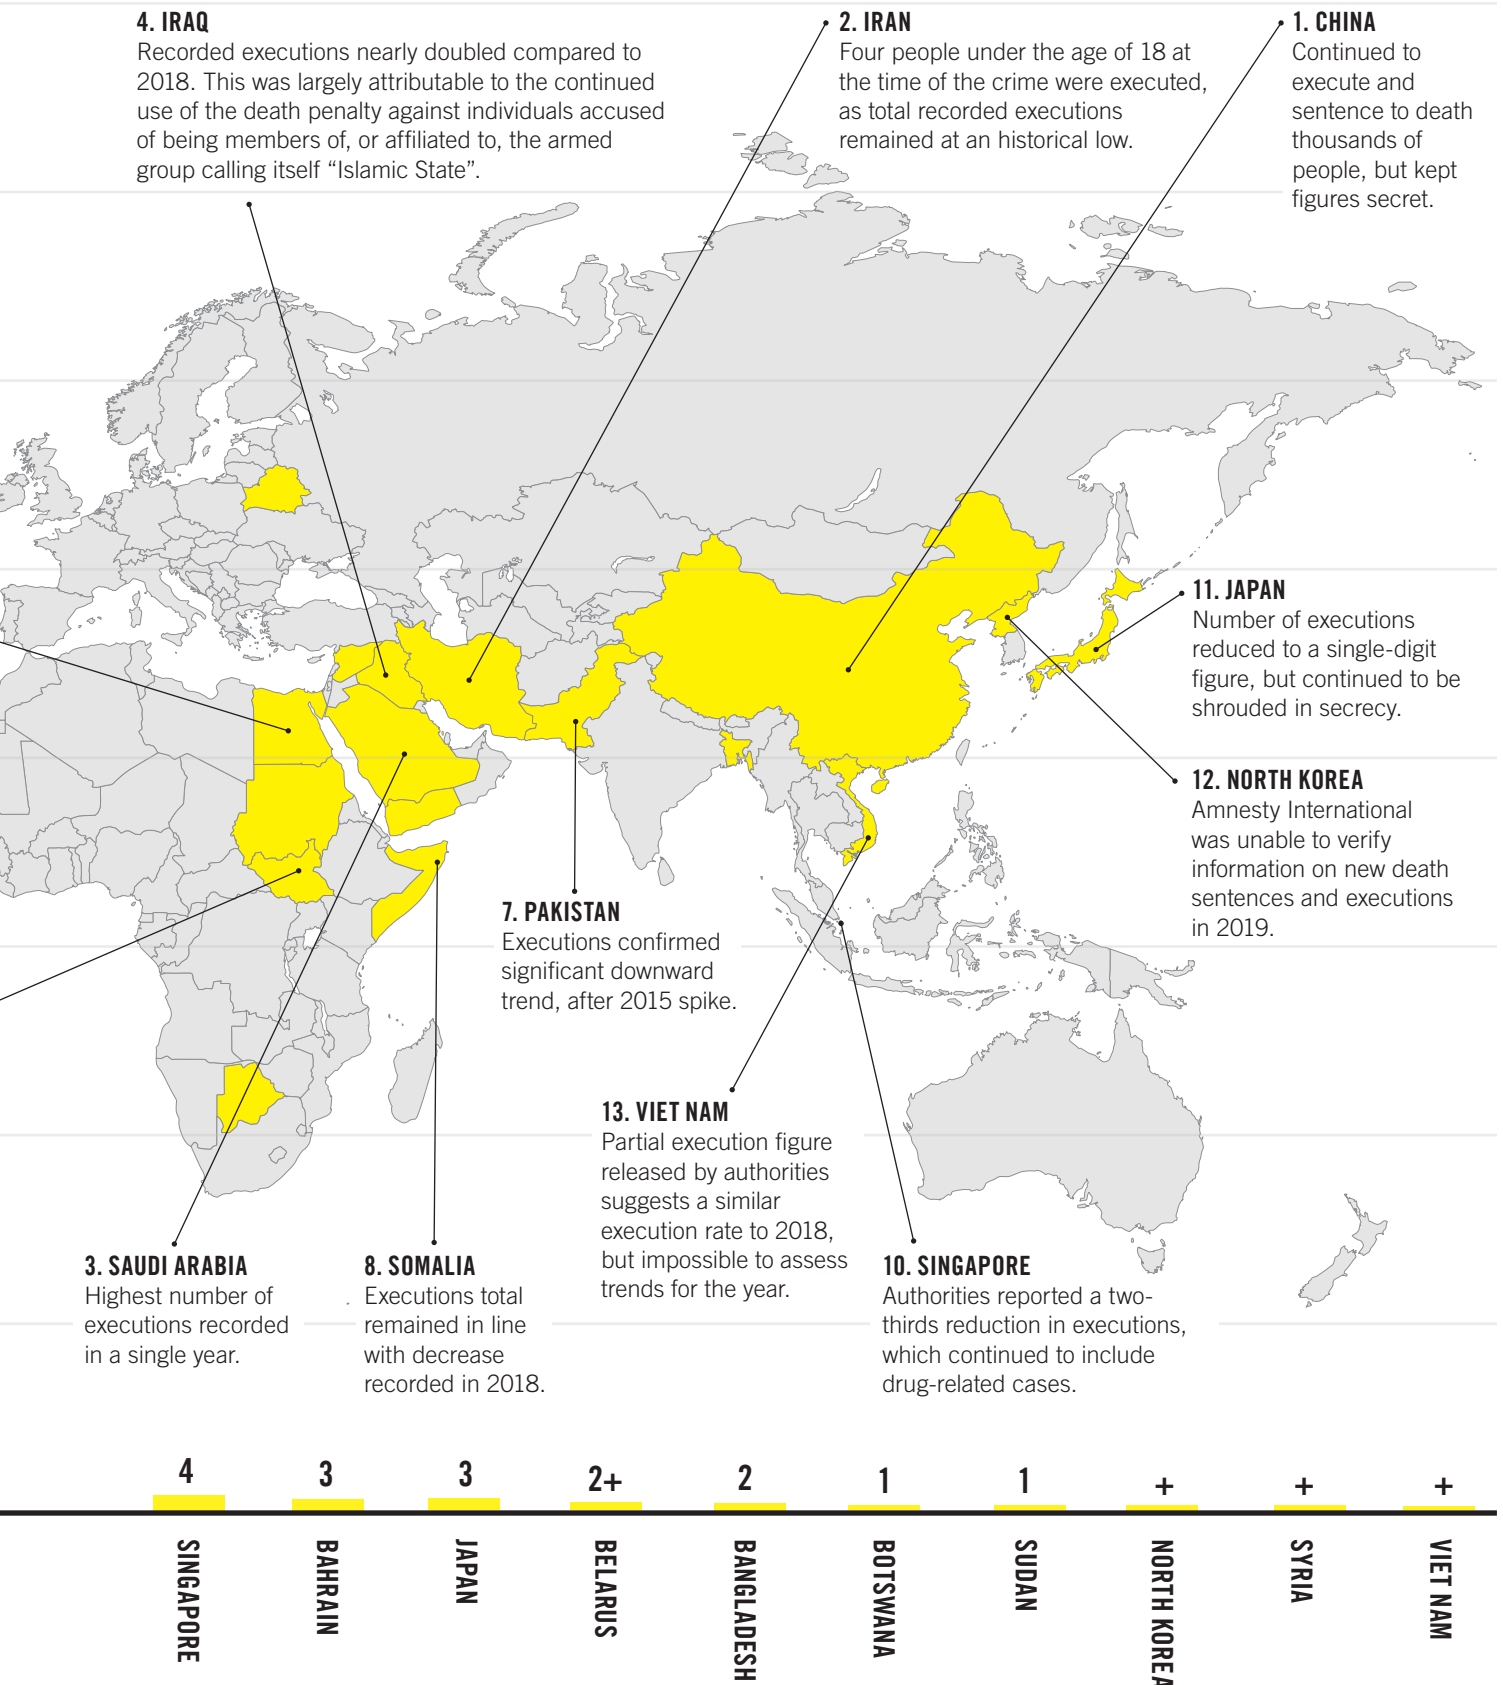 4. IRAQ
Recorded executions nearly doubled compared to
2018. This was largely attributable to the continued
use of the death penalty against individuals accused
of being members of, or affiliated to, the armed
group calling itself “Islamic State”.
2. IRAN
Four people under the age of 18 at
the time of the crime were executed,
as total recorded executions
remained at an historical low.
1. CHINA
Continued to
execute and
sentence to death
thousands of
people, but kept
figures secret.
11. JAPAN
Number of executions
reduced to a single-digit
figure, but continued to be
shrouded in secrecy.
12. NORTH KOREA
Amnesty International
was unable to verify
information on new death
sentences and executions
in 2019.
7. PAKISTAN
Executions confirmed
significant downward
trend, after 2015 spike.
13. VIET NAM
Partial execution figure
released by authorities
suggests a similar
execution rate to 2018,
but impossible to assess
trends for the year.
3. SAUDI ARABIA
Highest number of
executions recorded
in a single year.
8. SOMALIA
Executions total
remained in line
with decrease
recorded in 2018.
10. SINGAPORE
Authorities reported a two-
thirds reduction in executions,
which continued to include
drug-related cases.
4
3
3
2+
2
1
1
+
+
+
SINGAPORE
BAHRAIN
JAPAN
BELARUS
BANGLADESH
BOTSWANA
SUDAN
NORTH KOREA
SYRIA
VIET NAM